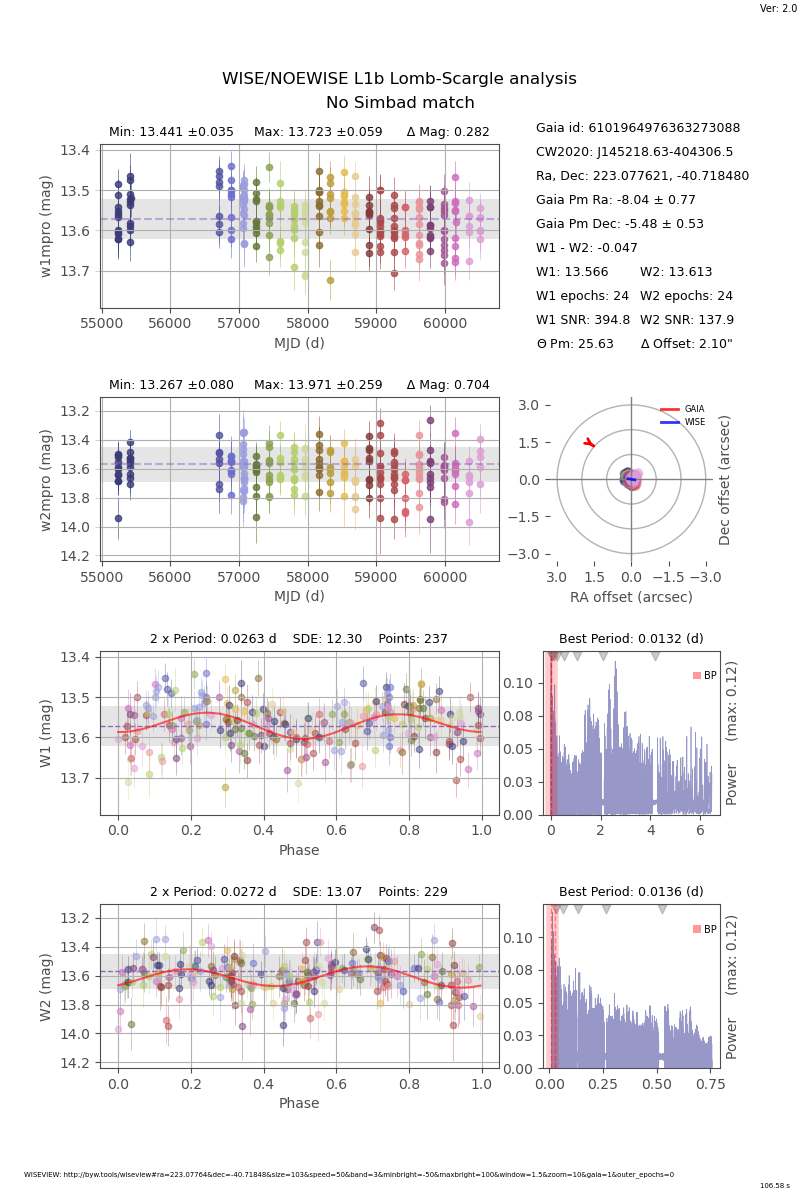 Ver: 2.0
WISE/NOEWISE L1b Lomb-Scargle analysis
No Simbad match
Min: 13.441 ±0.035 Max: 13.723 ±0.059 Δ Mag: 0.282
13.4
13.5
13.6
13.7
w1mpro (mag)
55000 56000 57000 58000 59000 60000
MJD (d)
Gaia id: 6101964976363273088
CW2020: J145218.63-404306.5
Ra, Dec: 223.077621, -40.718480
Gaia Pm Ra: -8.04 ± 0.77
Gaia Pm Dec: -5.48 ± 0.53
W1 - W2: -0.047
W1: 13.566 W2: 13.613
W1 epochs: 24 W2 epochs: 24
W1 SNR: 394.8 W2 SNR: 137.9
Θ Pm: 25.63 Δ Offset: 2.10"
Min: 13.267 ±0.080 Max: 13.971 ±0.259 Δ Mag: 0.704
13.2
13.4
13.6
13.8
14.0
14.2
w2mpro (mag)
55000 56000 57000 58000 59000 60000
MJD (d)
3.0
1.5
0.0
−1.5
−3.0
GAIA
WISE
Dec offset (arcsec)
3.0 1.5 0.0 −1.5 −3.0
RA offset (arcsec)
2 x Period: 0.0263 d SDE: 12.30 Points: 237
13.4
13.5
13.6
13.7
W1 (mag)
0.0 0.2 0.4 0.6 0.8 1.0
Phase
Best Period: 0.0132 (d)
0.10
0.08
0.05
0.03
0.00
BP
Power (max: 0.12)
0 2 4 6
2 x Period: 0.0272 d SDE: 13.07 Points: 229
13.2
13.4
13.6
13.8
14.0
14.2
W2 (mag)
0.0 0.2 0.4 0.6 0.8 1.0
Phase
Best Period: 0.0136 (d)
0.10
0.08
0.05
0.03
0.00
BP
Power (max: 0.12)
0.00 0.25 0.50 0.75
WISEVIEW: http://byw.tools/wiseview#ra=223.07764&dec=-40.71848&size=103&speed=50&band=3&minbright=-50&maxbright=100&window=1.5&zoom=10&gaia=1&outer_epochs=0
106.58 s